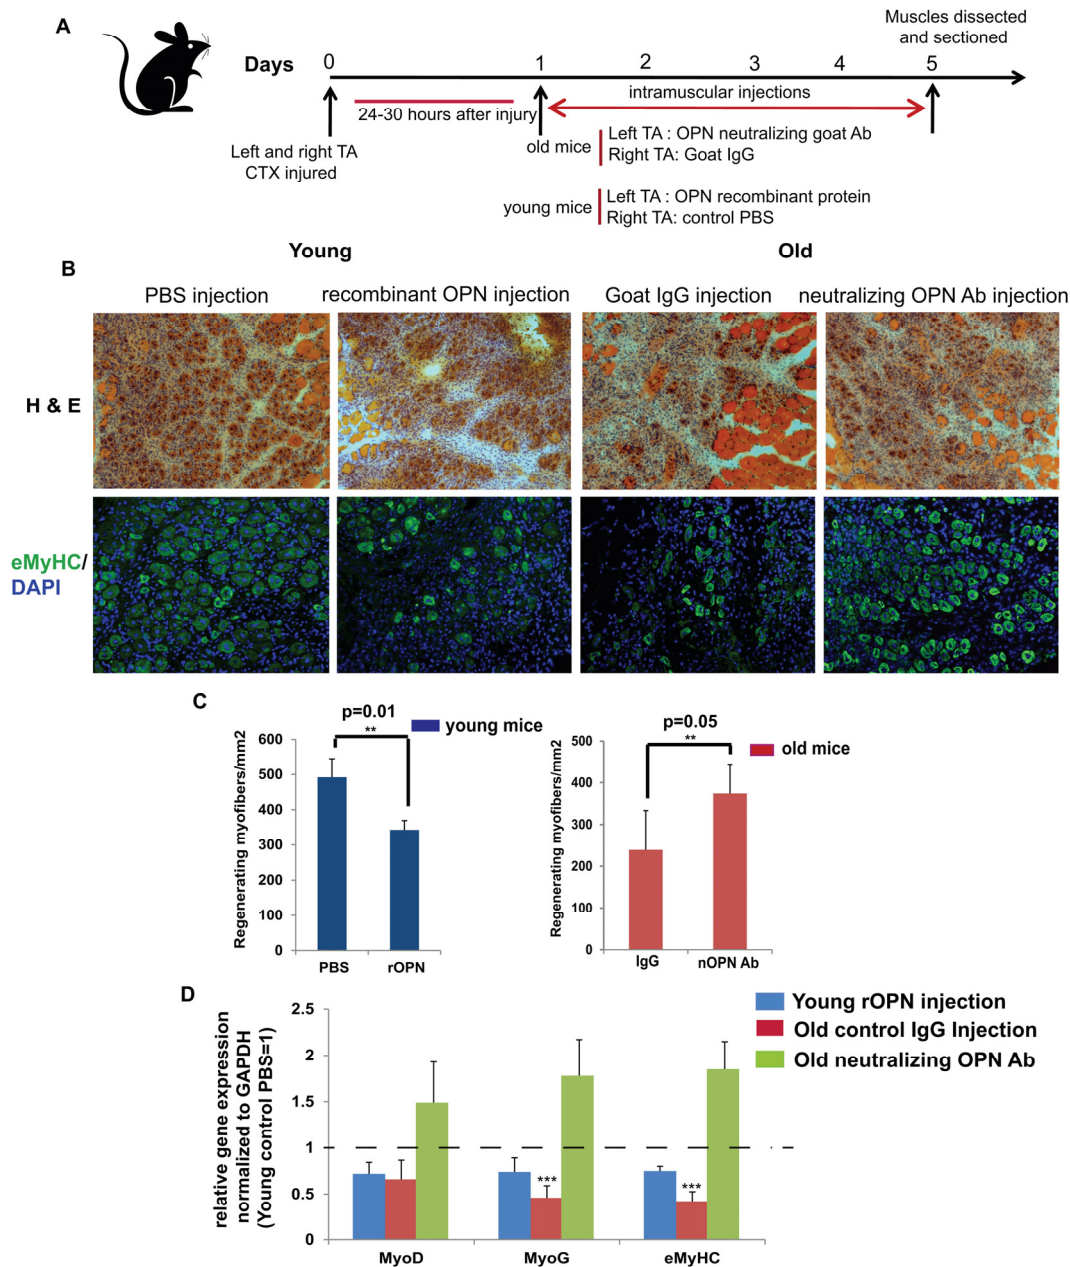 A
Muscles dissected
and sectioned
Days
0
1
2
3
4
5
intramuscular injections
24-30 hours after injury
Left and right TA
CTX injured
old mice
Left TA : OPN neutralizing goat Ab
Right TA: Goat IgG
young mice
Left TA : OPN recombinant protein
Right TA: control PBS
B
Young
Old
PBS injection
recombinant OPN injection
Goat IgG injection
neutralizing OPN Ab injection
H & E
eMyHC/
DAPI
C
p=0.01
**
young mice
Regenerating myofibers/mm2
600
500
400
300
200
100
0
PBS
rOPN
p=0.05
**
old mice
Regenerating myofibers/mm2
500
400
300
200
100
0
IgG
nOPN Ab
D
relative gene expression
normalized to GAPDH
(Young control PBS=1)
2.5
2
1.5
1
0.5
0
***
***
MyoD
MyoG
eMyHC
Young rOPN injection
Old control IgG Injection
Old neutralizing OPN Ab